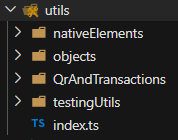 utils
nativeElements
objects
QrAndTransactions
testingUtils
TS index.ts